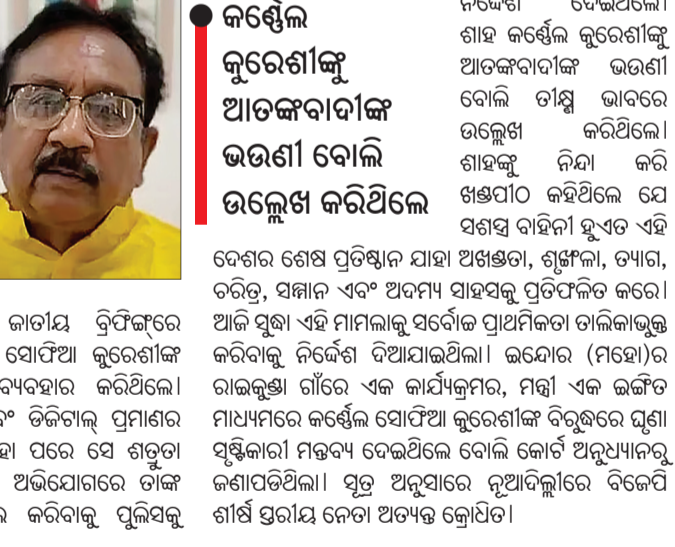 କର୍ଣ୍ଣେଲ
କୁରେଶୀଙ୍କୁ
ଆତଙ୍କବାଦୀଙ୍କ
ଭଉଣୀ ବୋଲି
ଉଲ୍ଲେଖ କରିଥିଲେ
ଜାତୀୟ ବ୍ରିଫିଙ୍ଗ୍‌ରେ
ସୋଫିଆ କୁରେଶୀଙ୍କ
ବ୍ୟବହାର କରିଥିଲେ।
ଡିଜିଟାଲ୍ ପ୍ରମାଣର
ପରେ ସେ ଶତ୍ରୁତା
ଅଭିଯୋଗରେ ତାଙ୍କ
କରିବାକୁ ପୁଲିସକୁ
ନିର୍ଦ୍ଦେଶ ଦେଇଥିଲେ।
ଶାହ କର୍ଣ୍ଣେଲ କୁରେଶୀଙ୍କୁ
ଆତଙ୍କବାଦୀଙ୍କ ଭଉଣୀ
ବୋଲି ତୀକ୍ଷ୍ଣ ଭାବରେ
ଉଲ୍ଲେଖ କରିଥିଲେ।
ଶାହଙ୍କୁ ନିନ୍ଦା କରି
ଖଣ୍ଡପୀଠ କହିଥିଲେ ଯେ
ସଶସ୍ତ୍ର ବାହିନୀ ହୁଏତ ଏହି
ଦେଶର ଶେଷ ପ୍ରତିଷ୍ଠାନ ଯାହା ଅଖଣ୍ଡତା, ଶୃଙ୍ଖଳା, ତ୍ୟାଗ,
ଚରିତ୍ର, ସମ୍ମାନ ଏବଂ ଅଦମ୍ୟ ସାହସକୁ ପ୍ରତିଫଳିତ କରେ।
ଆଜି ସୁଦ୍ଧା ଏହି ମାମଲାକୁ ସର୍ବୋଚ୍ଚ ପ୍ରାଥମିକତା ତାଲିକାଭୁକ୍ତ
କରିବାକୁ ନିର୍ଦ୍ଦେଶ ଦିଆଯାଇଥିଲା। ଇନ୍ଦୋର (ମହୋ)ର
ରାଇକୁଣ୍ଡା ଗାଁରେ ଏକ କାର୍ଯ୍ୟକ୍ରମର, ମନ୍ତ୍ରୀ ଏକ ଇଙ୍ଗିତ
ମାଧ୍ୟମରେ କର୍ଣ୍ଣେଲ ସୋଫିଆ କୁରେଶୀଙ୍କ ବିରୁଦ୍ଧରେ ଘୃଣା
ସୃଷ୍ଟିକାରୀ ମନ୍ତବ୍ୟ ଦେଇଥିଲେ ବୋଲି କୋର୍ଟ ଅନୁଧ୍ୟାନରୁ
ଜଣାପଡିଥିଲା। ସୂତ୍ର ଅନୁସାରେ ନୂଆଦିଲ୍ଲୀରେ ବିଜେପି
ଶୀର୍ଷ ସ୍ତରୀୟ ନେତା ଅତ୍ୟନ୍ତ କ୍ରୋଧିତ।